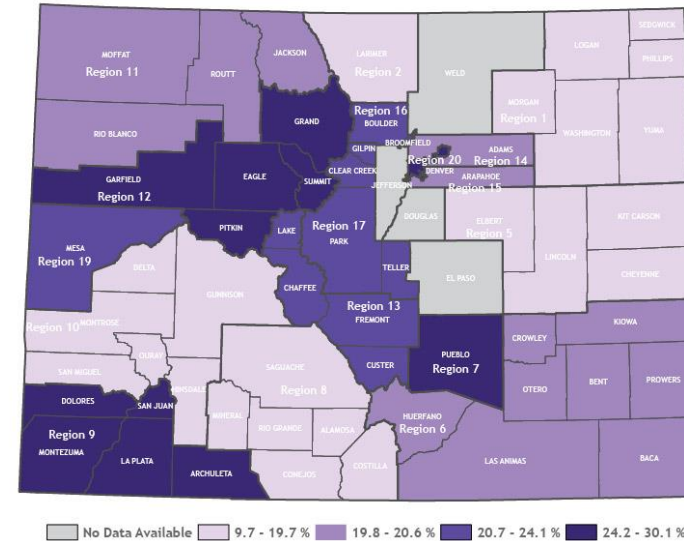 SEDGWICK
LOGAN
PHILLIPS
MOFFAT
Region 11
JACKSON
ROUTT
LARIMER
Region 2
WELD
MORGAN
Region 1
WASHINGTON
YUMA
RIO BLANCO
GRAND
Region 16
BOULDER
GILPIN
BROOMFIELD
ADAMS
Region 14
Region 20
DENVER
ARAPAHOE
Region 15
GARFIELD
Region 12
EAGLE
SUMMIT
CLEAR CREEK
JEFFERSON
DOUGLAS
ELBERT
Region 5
KIT CARSON
PITKIN
LAKE
Region 17
PARK
MESA
Region 19
DELTA
TELLER
EL PASO
LINCOLN
CHEYENNE
GUNNISON
CHAFFEE
Region 13
FREMONT
Region 10
MONTROSE
KIOWA
CROWLEY
OURAY
SAN MIGUEL
SAGUACHE
Region 8
CUSTER
PUEBLO
Region 7
OTERO
BENT
PROWERS
DOLORES
SAN JUAN
HINSDALE
MINERAL
RIO GRANDE
ALAMOSA
HUERFANO
Region 6
Region 9
MONTEZUMA
LA PLATA
ARCHULETA
CONEJOS
COSTILLA
LAS ANIMAS
BACA
No Data Available 9.7 - 19.7 % 19.8 - 20.6 % 20.7 - 24.1 % 24.2 - 30.1 %